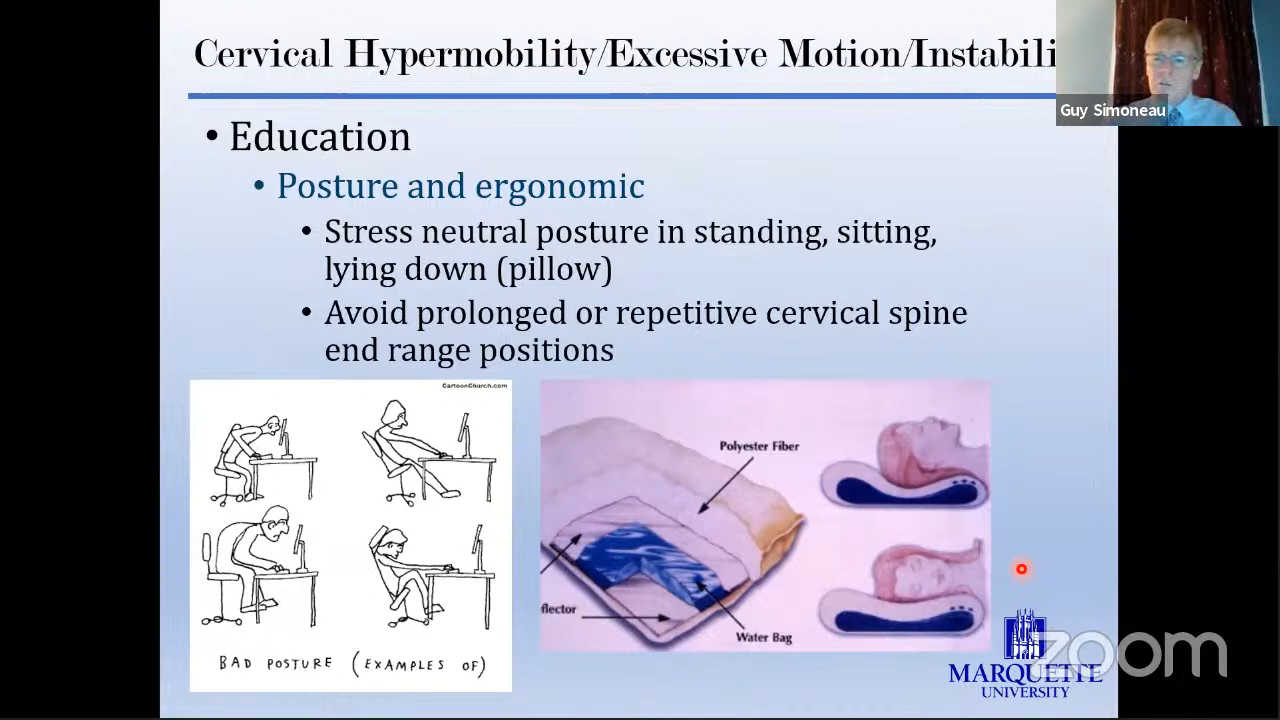 Cervical Hypermobility/Excessive Motion/Instabili
Guy Simoneau
• Education
• Posture and ergonomic
• Stress neutral posture in standing, sitting,
lying down (pillow)
• Avoid prolonged or repetitive cervical spine
end range positions
CartoonChurch.com
BAD POSTURE (EXAMPLES OF)
Polyester Fiber
flector
Water Bag
zoom
MARQUETTE
UNIVERSITY